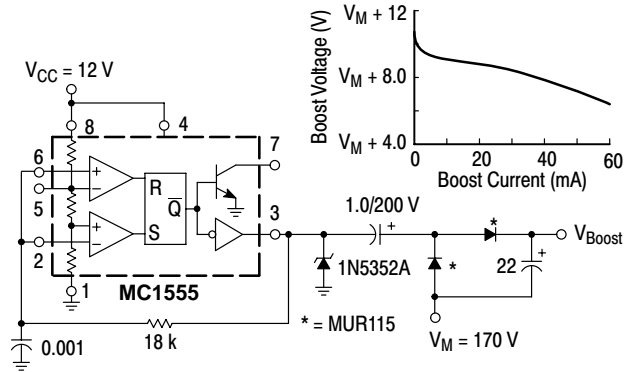 V_M + 12
V_M + 8.0
V_M + 4.0
Boost Voltage (V)
0
20
40
60
Boost Current (mA)
V_CC = 12 V
8
4
6
5
2
7
3
1
R
Q̅
S
MC1555
1.0/200 V
+
*
*
V_Boost
1N5352A
22
+
V_M = 170 V
* = MUR115
0.001
18 k
+
−
+
−